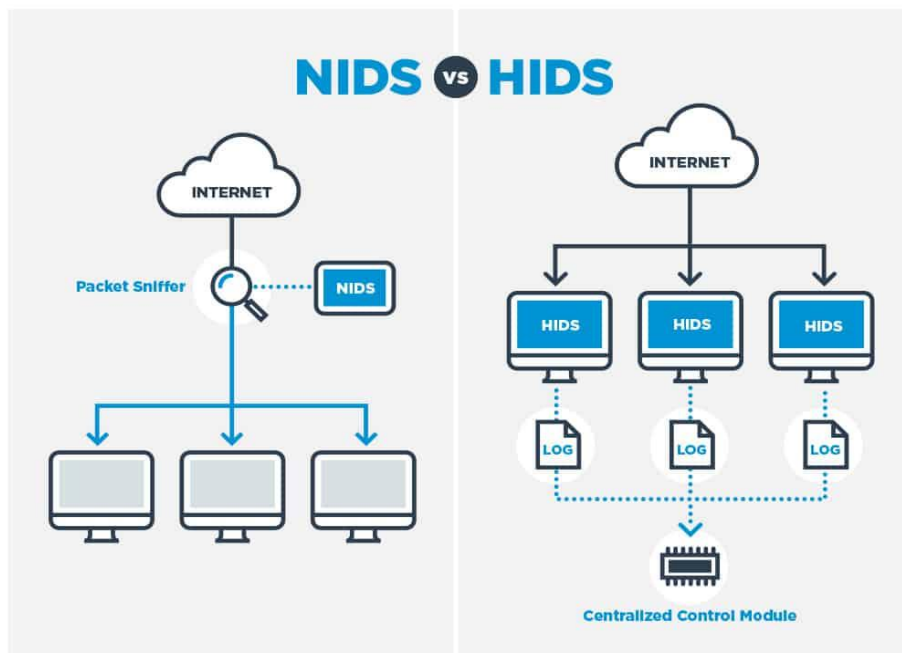 NIDS vs HIDS
INTERNET
Packet Sniffer
NIDS
INTERNET
HIDS
HIDS
HIDS
LOG
LOG
LOG
Centralized Control Module